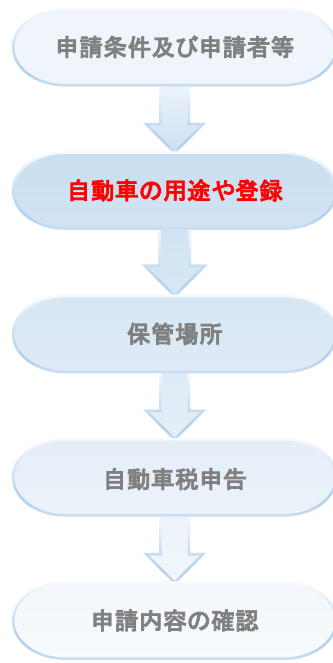 申請条件及び申請者等
自動車の用途や登録
保管場所
自動車税申告
申請内容の確認